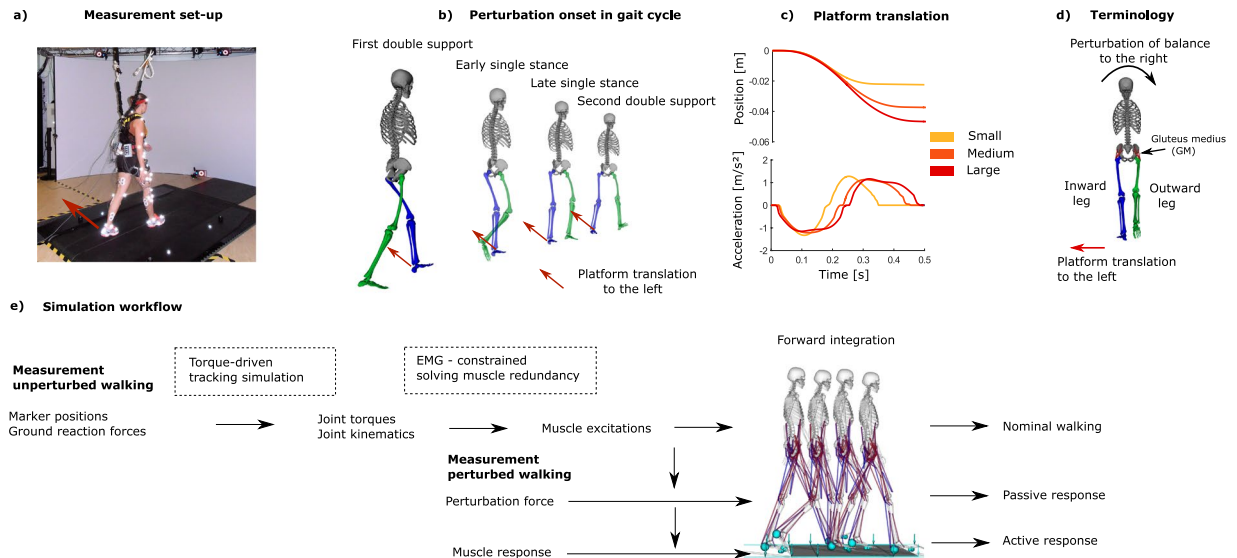 a) Measurement set-up
b) Perturbation onset in gait cycle
First double support
Early single stance
Late single stance
Second double support
Platform translation
to the left
c) Platform translation
Position [m]
0
-0.02
-0.04
-0.06
Acceleration [m/s²]
2
1
0
-1
-2
0 0.1 0.2 0.3 0.4 0.5
Time [s]
Small
Medium
Large
d) Terminology
Perturbation of balance
to the right
Gluteus medius
(GM)
Inward
leg
Outward
leg
Platform translation
to the left
e) Simulation workflow
Measurement
unperturbed walking
Marker positions
Ground reaction forces
Torque-driven
tracking simulation
Joint torques
Joint kinematics
EMG - constrained
solving muscle redundancy
Muscle excitations
Measurement
perturbed walking
Perturbation force
Muscle response
Forward integration
Nominal walking
Passive response
Active response